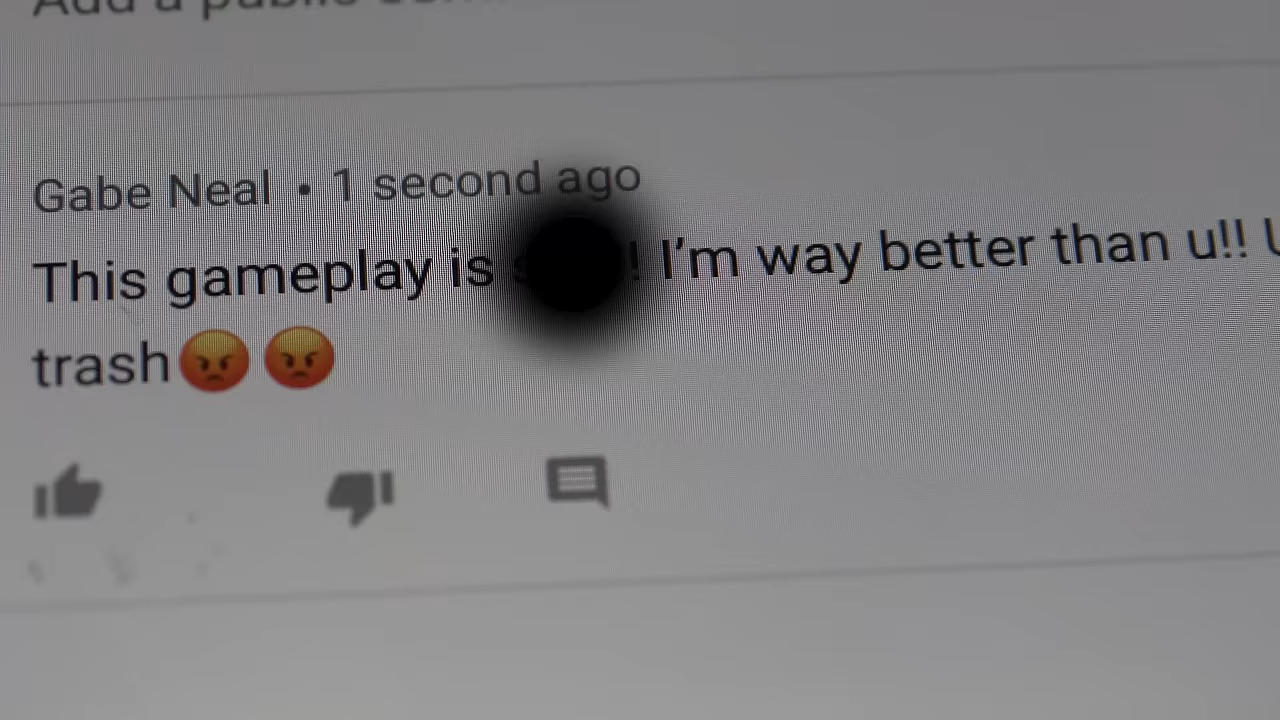 Add a public
Gabe Neal • 1 second ago
This gameplay is ! I'm way better than u!! U
trash😡😡